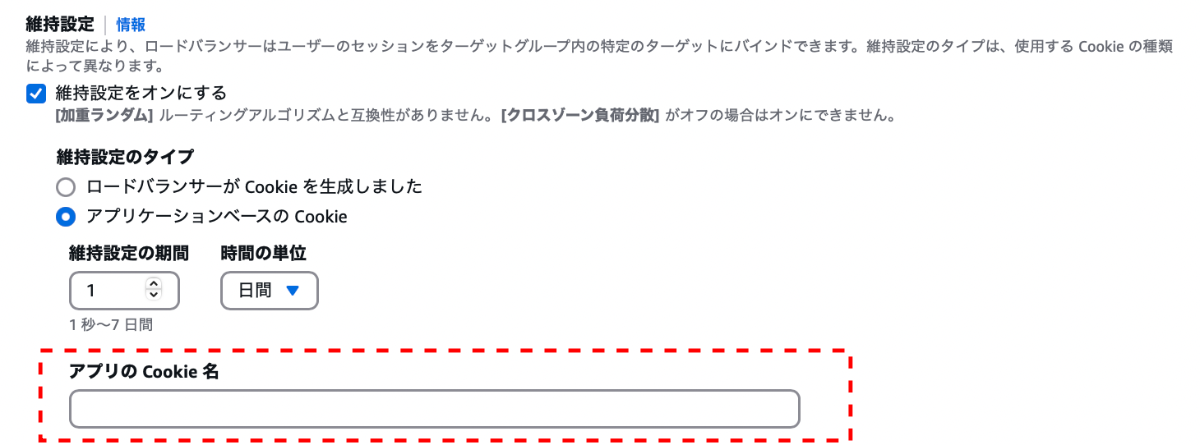 維持設定 | 情報
維持設定により、ロードバランサーはユーザーのセッションをターゲットグループ内の特定のターゲットにバインドできます。維持設定のタイプは、使用する Cookie の種類
によって異なります。
維持設定をオンにする
[加重ランダム] ルーティングアルゴリズムと互換性がありません。[クロスゾーン負荷分散] がオフの場合はオンにできません。
維持設定のタイプ
ロードバランサーが Cookie を生成しました
アプリケーションベースの Cookie
維持設定の期間 時間の単位
1 日間
1 秒〜7 日間
アプリの Cookie 名